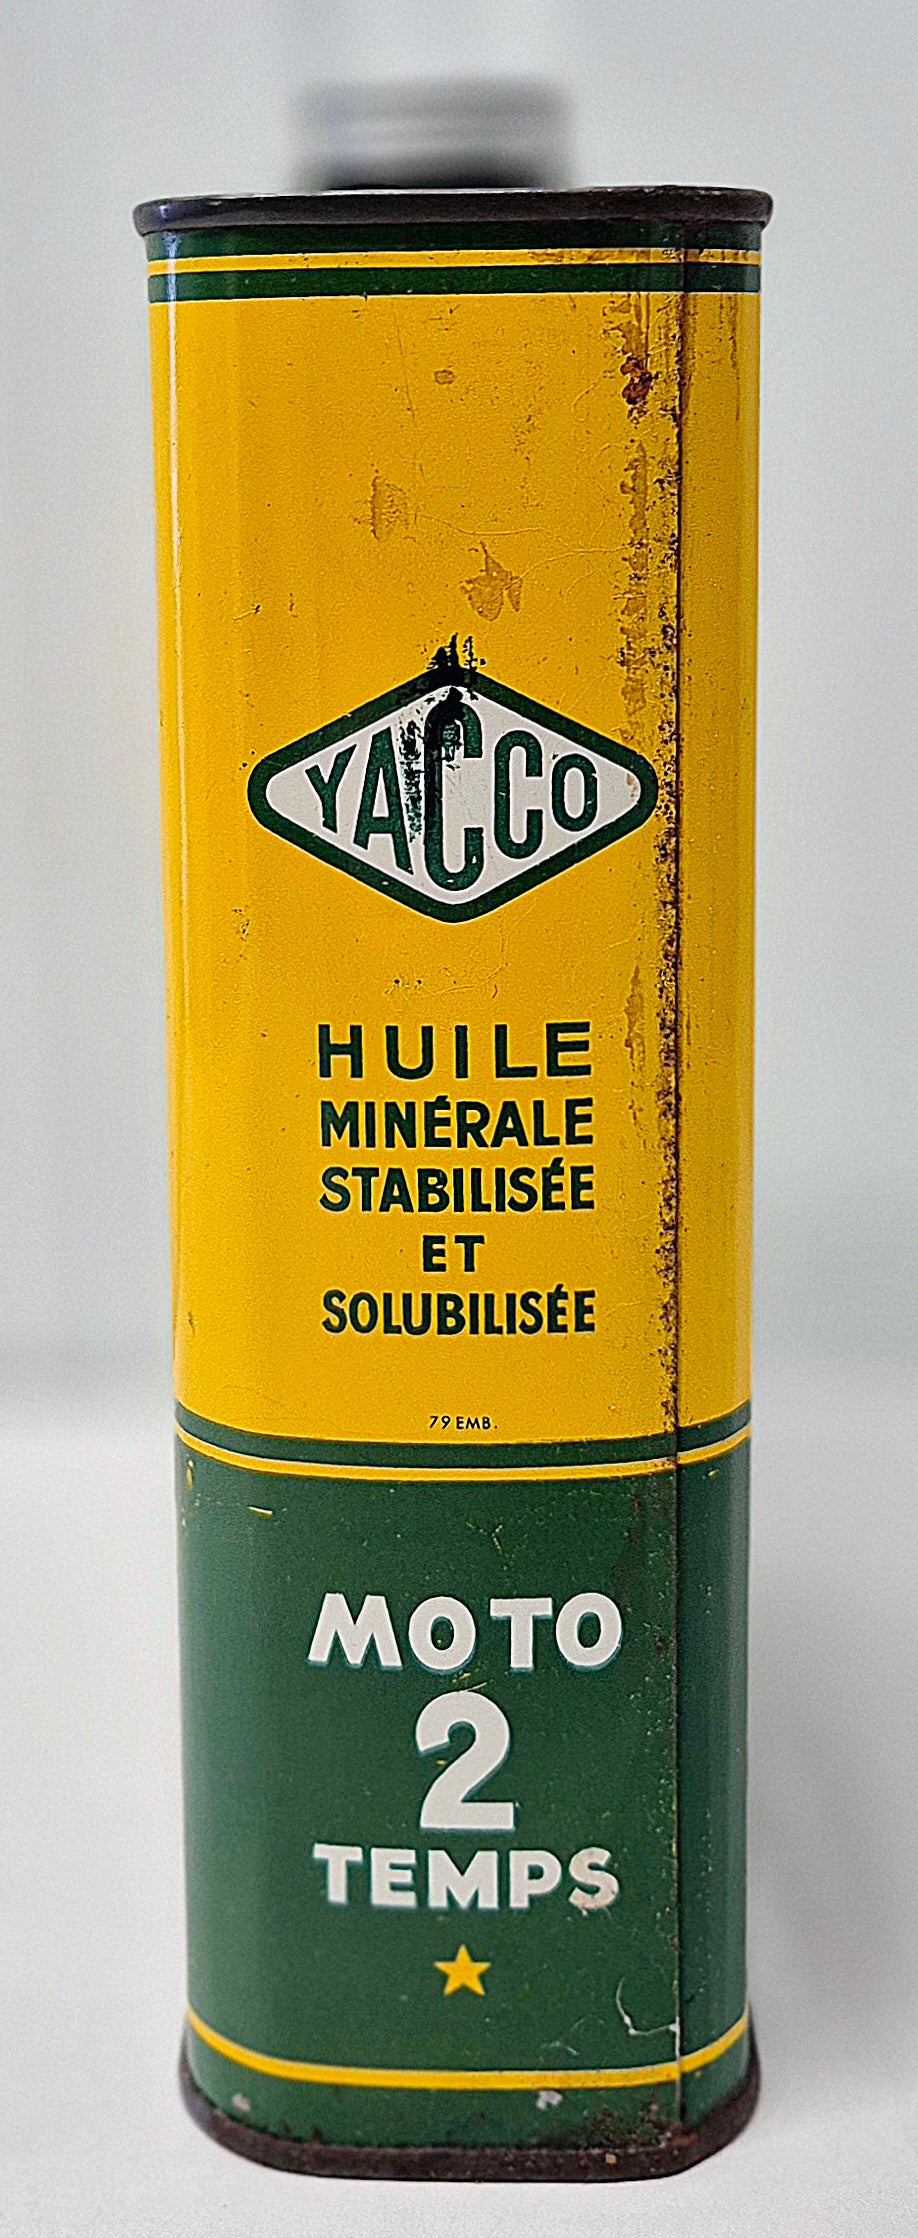 YACCO
HUILE
MINÉRALE
STABILISÉE
ET
SOLUBILISÉE
79 EMB.
MOTO
2
TEMPS